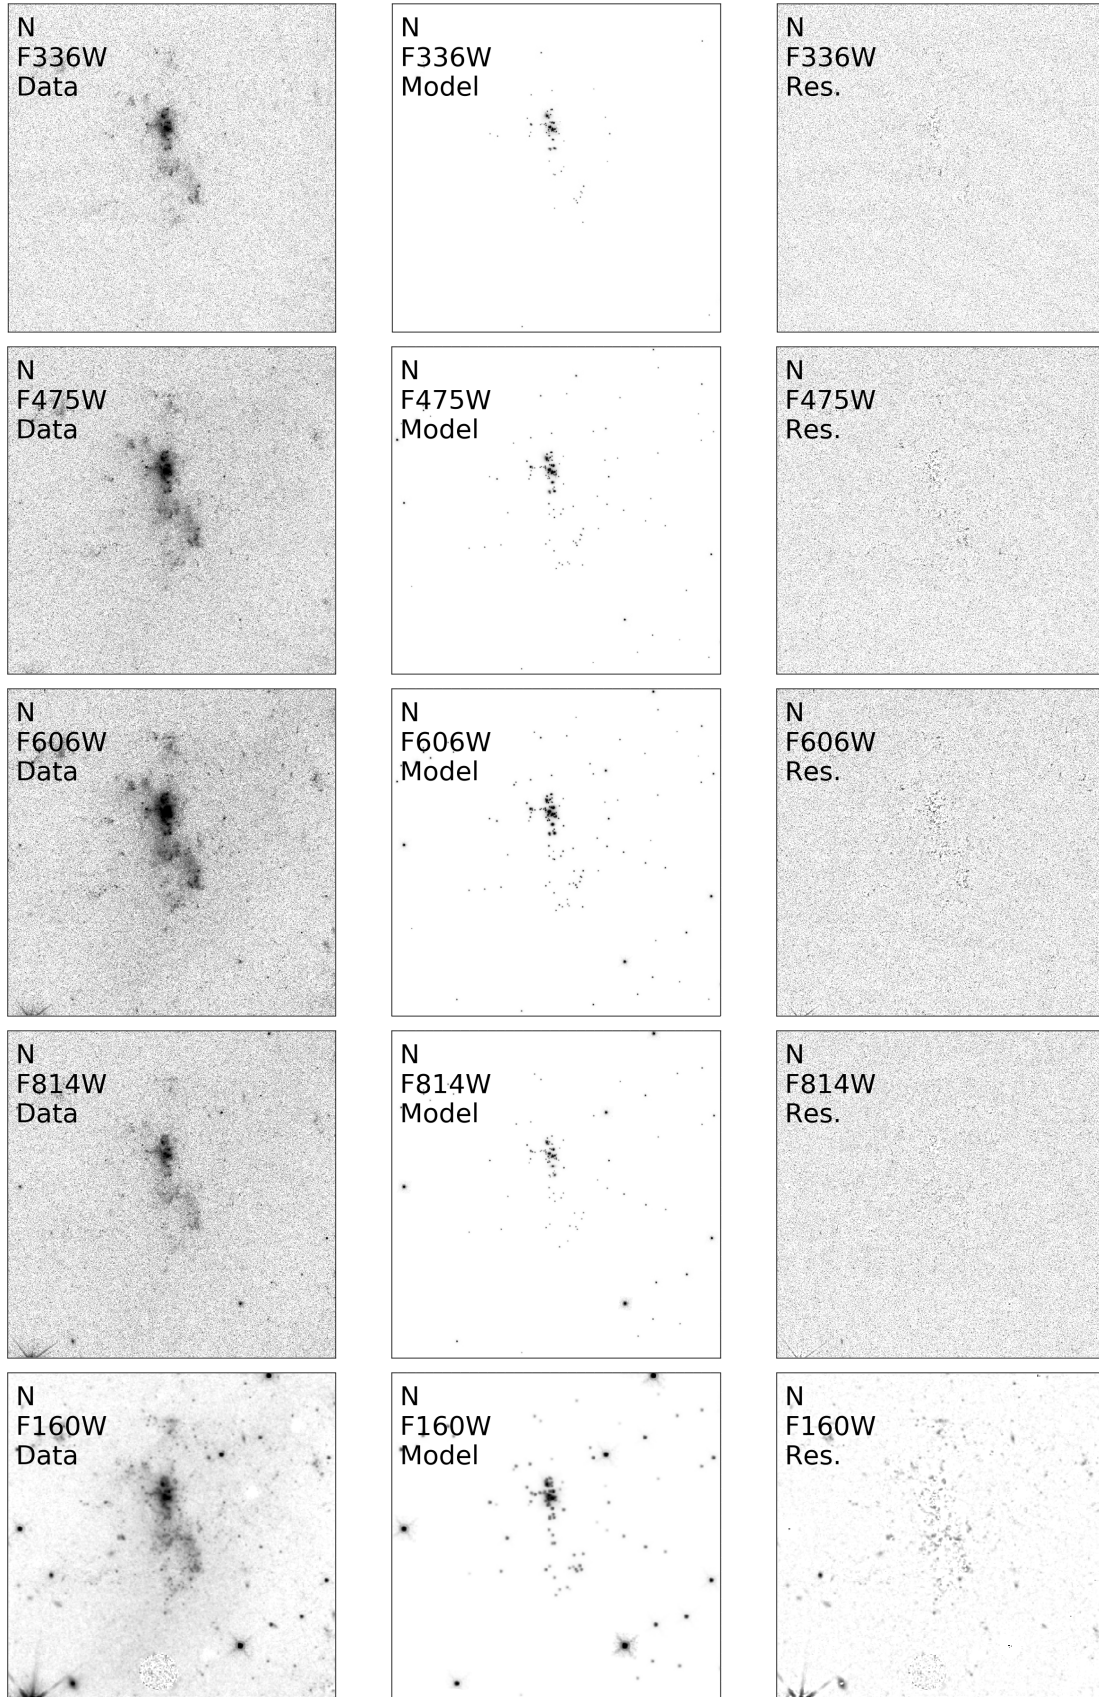 N
F336W
Data
N
F336W
Model
N
F336W
Res.
N
F475W
Data
N
F475W
Model
N
F475W
Res.
N
F606W
Data
N
F606W
Model
N
F606W
Res.
N
F814W
Data
N
F814W
Model
N
F814W
Res.
N
F160W
Data
N
F160W
Model
N
F160W
Res.